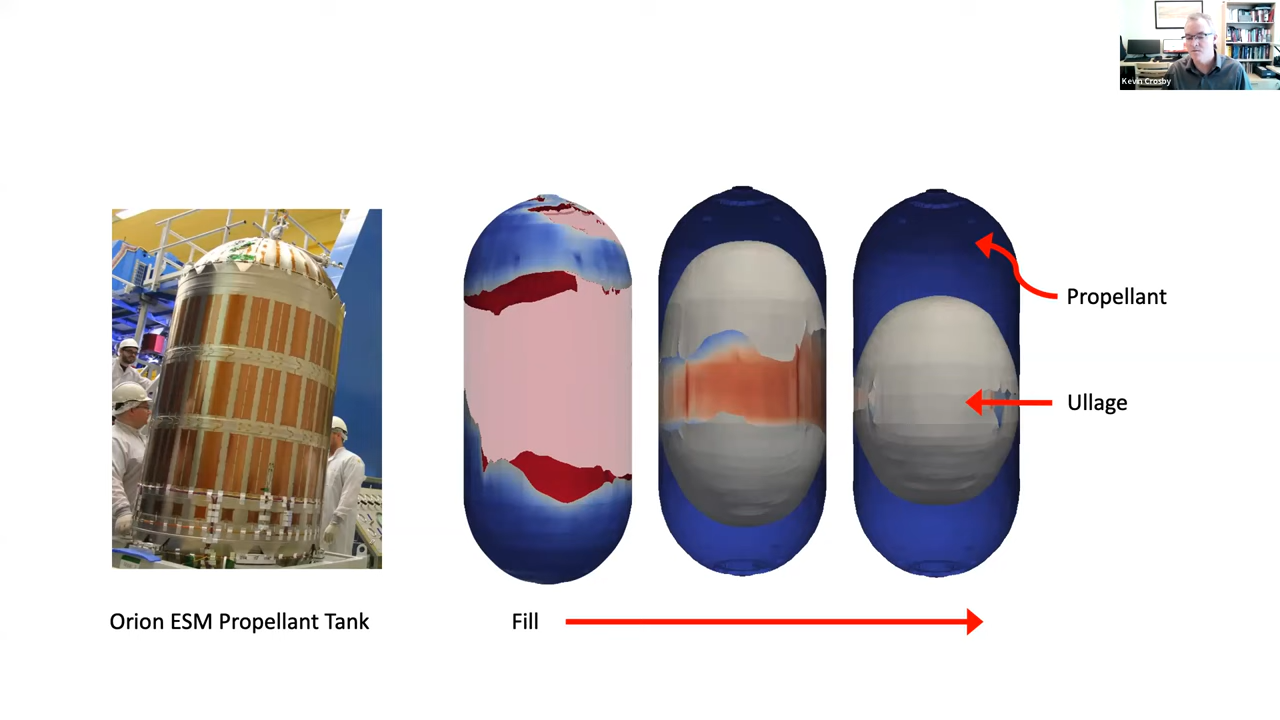 Kevin Crosby
Propellant
Ullage
Orion ESM Propellant Tank
Fill